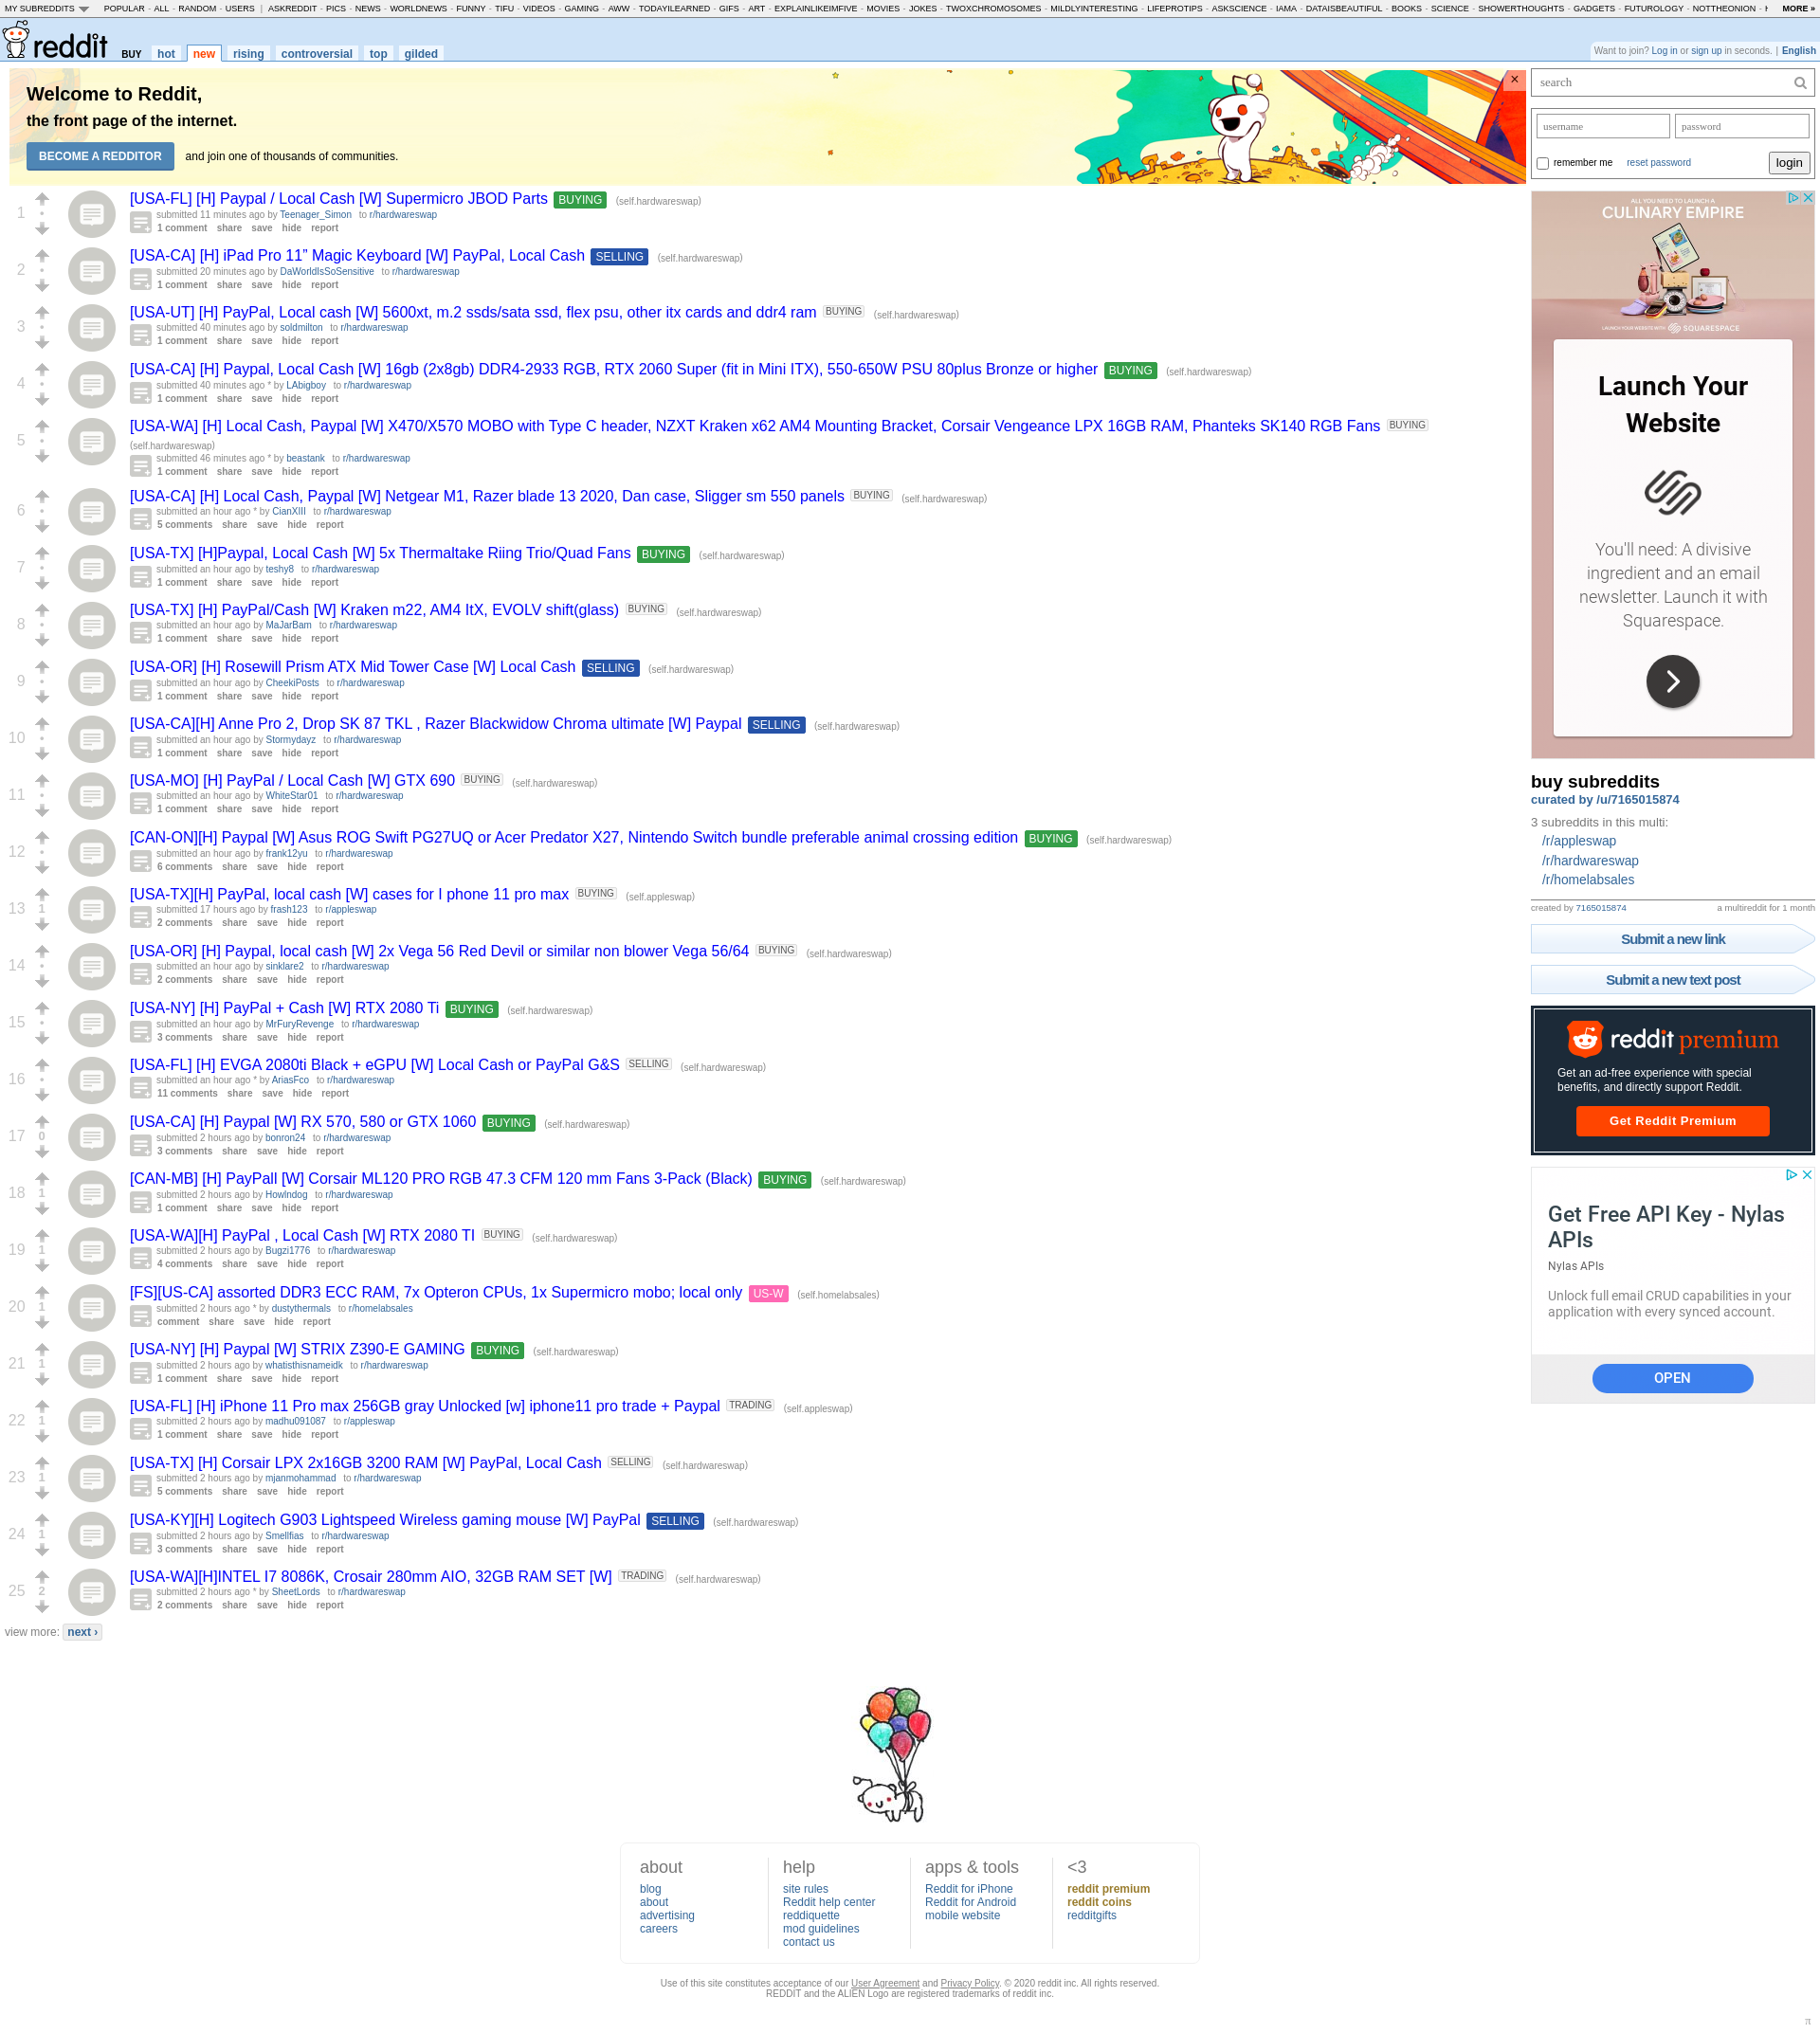 MY SUBREDDITS POPULAR - ALL - RANDOM - USERS | ASKREDDIT - PICS - NEWS - WORLDNEWS - FUNNY - TIFU - VIDEOS - GAMING - AWW - TODAYILEARNED - GIFS - ART - EXPLAINLIKEIMFIVE - MOVIES - JOKES - TWOXCHROMOSOMES - MILDLYINTERESTING - LIFEPROTIPS - ASKSCIENCE - IAMA - DATAISBEAUTIFUL - BOOKS - SCIENCE - SHOWERTHOUGHTS - GADGETS - FUTUROLOGY - NOTTHEONION - MORE »
reddit BUY hot new rising controversial top gilded
Want to join? Log in or sign up in seconds. | English
Welcome to Reddit,
the front page of the internet.
BECOME A REDDITOR and join one of thousands of communities.
×
1
[USA-FL] [H] Paypal / Local Cash [W] Supermicro JBOD Parts BUYING (self.hardwareswap)
submitted 11 minutes ago by Teenager_Simon to r/hardwareswap
1 comment share save hide report
2
[USA-CA] [H] iPad Pro 11" Magic Keyboard [W] PayPal, Local Cash SELLING (self.hardwareswap)
submitted 20 minutes ago by DaWorldIsSoSensitive to r/hardwareswap
1 comment share save hide report
3
[USA-UT] [H] PayPal, Local cash [W] 5600xt, m.2 ssds/sata ssd, flex psu, other itx cards and ddr4 ram BUYING (self.hardwareswap)
submitted 40 minutes ago by soldmilton to r/hardwareswap
1 comment share save hide report
4
[USA-CA] [H] Paypal, Local Cash [W] 16gb (2x8gb) DDR4-2933 RGB, RTX 2060 Super (fit in Mini ITX), 550-650W PSU 80plus Bronze or higher BUYING (self.hardwareswap)
submitted 40 minutes ago * by LAbigboy to r/hardwareswap
1 comment share save hide report
5
[USA-WA] [H] Local Cash, Paypal [W] X470/X570 MOBO with Type C header, NZXT Kraken x62 AM4 Mounting Bracket, Corsair Vengeance LPX 16GB RAM, Phanteks SK140 RGB Fans BUYING
(self.hardwareswap)
submitted 46 minutes ago * by beastank to r/hardwareswap
1 comment share save hide report
6
[USA-CA] [H] Local Cash, Paypal [W] Netgear M1, Razer blade 13 2020, Dan case, Sligger sm 550 panels BUYING (self.hardwareswap)
submitted an hour ago * by CianXIII to r/hardwareswap
5 comments share save hide report
7
[USA-TX] [H]Paypal, Local Cash [W] 5x Thermaltake Riing Trio/Quad Fans BUYING (self.hardwareswap)
submitted an hour ago by teshy8 to r/hardwareswap
1 comment share save hide report
8
[USA-TX] [H] PayPal/Cash [W] Kraken m22, AM4 ItX, EVOLV shift(glass) BUYING (self.hardwareswap)
submitted an hour ago by MaJarBam to r/hardwareswap
1 comment share save hide report
9
[USA-OR] [H] Rosewill Prism ATX Mid Tower Case [W] Local Cash SELLING (self.hardwareswap)
submitted an hour ago by CheekiPosts to r/hardwareswap
1 comment share save hide report
10
[USA-CA][H] Anne Pro 2, Drop SK 87 TKL , Razer Blackwidow Chroma ultimate [W] Paypal SELLING (self.hardwareswap)
submitted an hour ago by Stormydayz to r/hardwareswap
1 comment share save hide report
11
[USA-MO] [H] PayPal / Local Cash [W] GTX 690 BUYING (self.hardwareswap)
submitted an hour ago by WhiteStar01 to r/hardwareswap
1 comment share save hide report
12
[CAN-ON][H] Paypal [W] Asus ROG Swift PG27UQ or Acer Predator X27, Nintendo Switch bundle preferable animal crossing edition BUYING (self.hardwareswap)
submitted an hour ago by frank12yu to r/hardwareswap
6 comments share save hide report
13 1
[USA-TX][H] PayPal, local cash [W] cases for I phone 11 pro max BUYING (self.appleswap)
submitted 17 hours ago by frash123 to r/appleswap
2 comments share save hide report
14
[USA-OR] [H] Paypal, local cash [W] 2x Vega 56 Red Devil or similar non blower Vega 56/64 BUYING (self.hardwareswap)
submitted an hour ago by sinklare2 to r/hardwareswap
2 comments share save hide report
15
[USA-NY] [H] PayPal + Cash [W] RTX 2080 Ti BUYING (self.hardwareswap)
submitted an hour ago by MrFuryRevenge to r/hardwareswap
3 comments share save hide report
16
[USA-FL] [H] EVGA 2080ti Black + eGPU [W] Local Cash or PayPal G&S SELLING (self.hardwareswap)
submitted an hour ago * by AriasFco to r/hardwareswap
11 comments share save hide report
17 0
[USA-CA] [H] Paypal [W] RX 570, 580 or GTX 1060 BUYING (self.hardwareswap)
submitted 2 hours ago by bonron24 to r/hardwareswap
3 comments share save hide report
18 1
[CAN-MB] [H] PayPall [W] Corsair ML120 PRO RGB 47.3 CFM 120 mm Fans 3-Pack (Black) BUYING (self.hardwareswap)
submitted 2 hours ago by Howlndog to r/hardwareswap
1 comment share save hide report
19 1
[USA-WA][H] PayPal , Local Cash [W] RTX 2080 TI BUYING (self.hardwareswap)
submitted 2 hours ago by Bugzi1776 to r/hardwareswap
4 comments share save hide report
20 1
[FS][US-CA] assorted DDR3 ECC RAM, 7x Opteron CPUs, 1x Supermicro mobo; local only US-W (self.homelabsales)
submitted 2 hours ago * by dustythermals to r/homelabsales
comment share save hide report
21 1
[USA-NY] [H] Paypal [W] STRIX Z390-E GAMING BUYING (self.hardwareswap)
submitted 2 hours ago by whatisthisnameidk to r/hardwareswap
1 comment share save hide report
22 1
[USA-FL] [H] iPhone 11 Pro max 256GB gray Unlocked [w] iphone11 pro trade + Paypal TRADING (self.appleswap)
submitted 2 hours ago by madhu091087 to r/appleswap
1 comment share save hide report
23 1
[USA-TX] [H] Corsair LPX 2x16GB 3200 RAM [W] PayPal, Local Cash SELLING (self.hardwareswap)
submitted 2 hours ago by mjanmohammad to r/hardwareswap
5 comments share save hide report
24 1
[USA-KY][H] Logitech G903 Lightspeed Wireless gaming mouse [W] PayPal SELLING (self.hardwareswap)
submitted 2 hours ago by Smellfias to r/hardwareswap
3 comments share save hide report
25 2
[USA-WA][H]INTEL I7 8086K, Crosair 280mm AIO, 32GB RAM SET [W] TRADING (self.hardwareswap)
submitted 2 hours ago * by SheetLords to r/hardwareswap
2 comments share save hide report
view more: next ›
search
username password
remember me reset password login
ALL YOU NEED TO LAUNCH A
CULINARY EMPIRE
LAUNCH YOUR WEBSITE WITH SQUARESPACE
Launch Your
Website
You'll need: A divisive
ingredient and an email
newsletter. Launch it with
Squarespace.
buy subreddits
curated by /u/7165015874
3 subreddits in this multi:
/r/appleswap
/r/hardwareswap
/r/homelabsales
created by 7165015874 a multireddit for 1 month
Submit a new link
Submit a new text post
reddit premium
Get an ad-free experience with special
benefits, and directly support Reddit.
Get Reddit Premium
Get Free API Key - Nylas
APIs
Nylas APIs
Unlock full email CRUD capabilities in your
application with every synced account.
OPEN
about
blog
about
advertising
careers
help
site rules
Reddit help center
reddiquette
mod guidelines
contact us
apps & tools
Reddit for iPhone
Reddit for Android
mobile website
<3
reddit premium
reddit coins
redditgifts
Use of this site constitutes acceptance of our User Agreement and Privacy Policy. © 2020 reddit inc. All rights reserved.
REDDIT and the ALIEN Logo are registered trademarks of reddit inc.
π